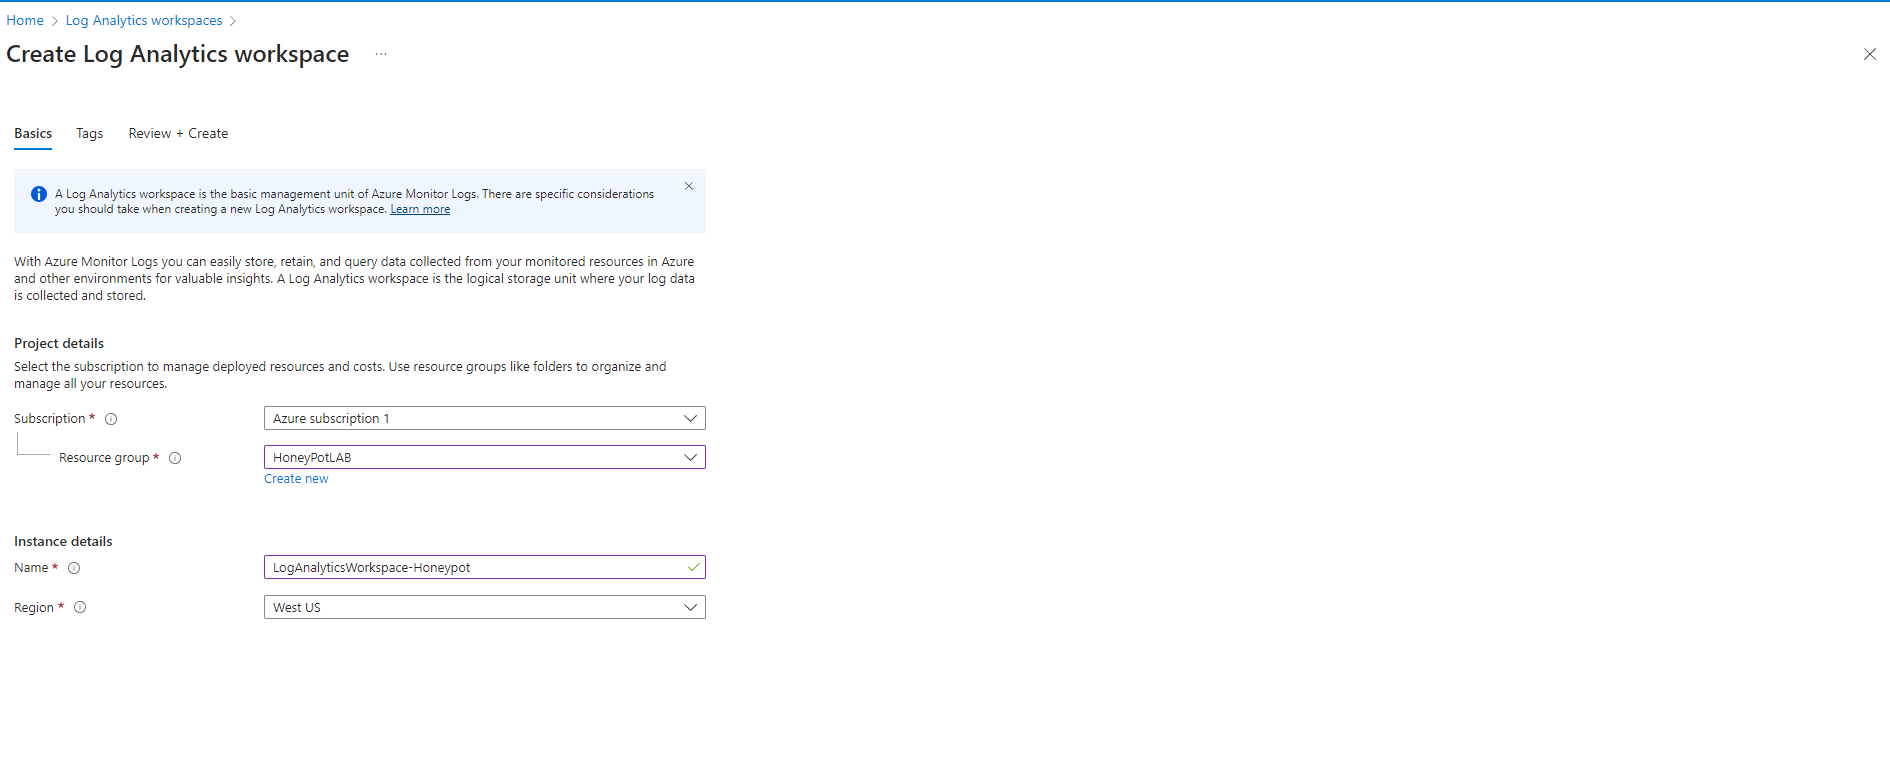 Home > Log Analytics workspaces >
Create Log Analytics workspace ...
Basics Tags Review + Create
A Log Analytics workspace is the basic management unit of Azure Monitor Logs. There are specific considerations
you should take when creating a new Log Analytics workspace. Learn more
With Azure Monitor Logs you can easily store, retain, and query data collected from your monitored resources in Azure
and other environments for valuable insights. A Log Analytics workspace is the logical storage unit where your log data
is collected and stored.
Project details
Select the subscription to manage deployed resources and costs. Use resource groups like folders to organize and
manage all your resources.
Subscription * Azure subscription 1
Resource group * HoneyPotLAB
Create new
Instance details
Name * LogAnalyticsWorkspace-Honeypot
Region * West US